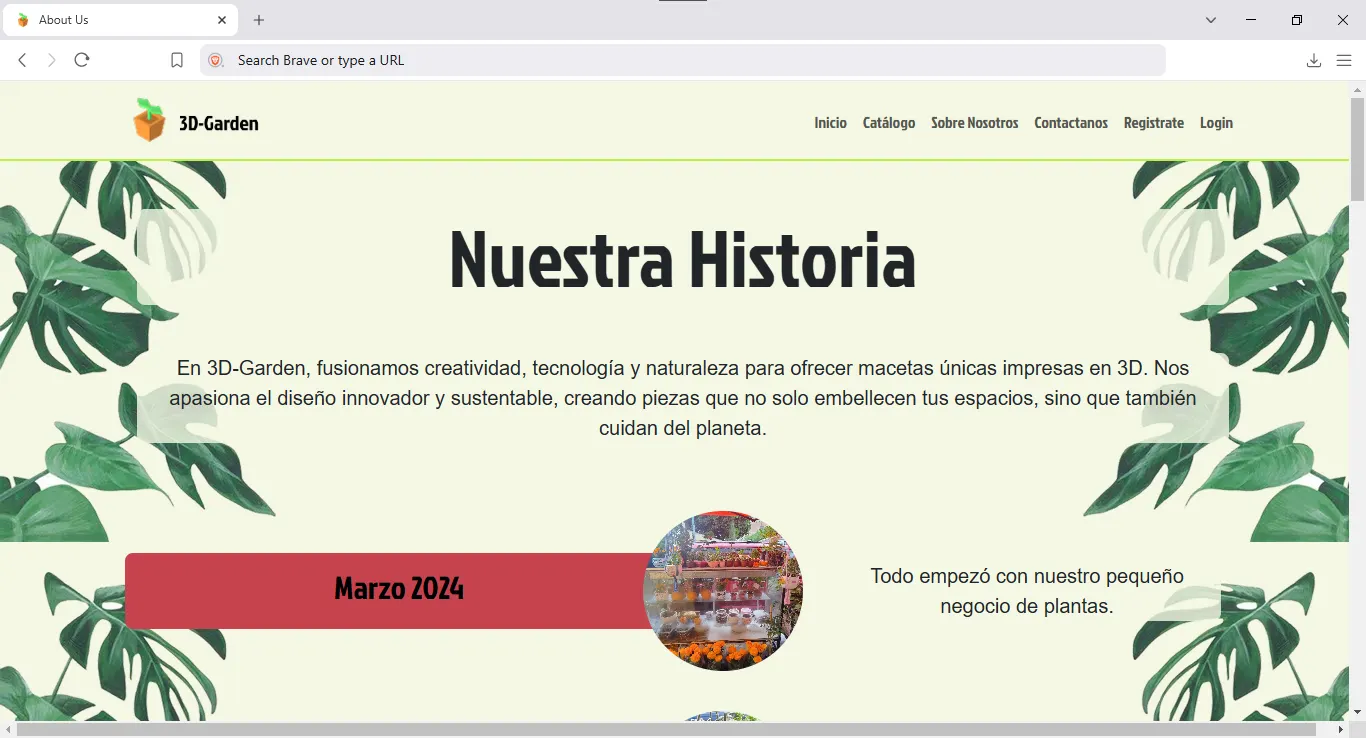 About Us
Search Brave or type a URL
3D-Garden
Inicio Catálogo Sobre Nosotros Contactanos Registrate Login
Nuestra Historia
En 3D-Garden, fusionamos creatividad, tecnología y naturaleza para ofrecer macetas únicas impresas en 3D. Nos
apasiona el diseño innovador y sustentable, creando piezas que no solo embellecen tus espacios, sino que también
cuidan del planeta.
Marzo 2024
Todo empezó con nuestro pequeño
negocio de plantas.